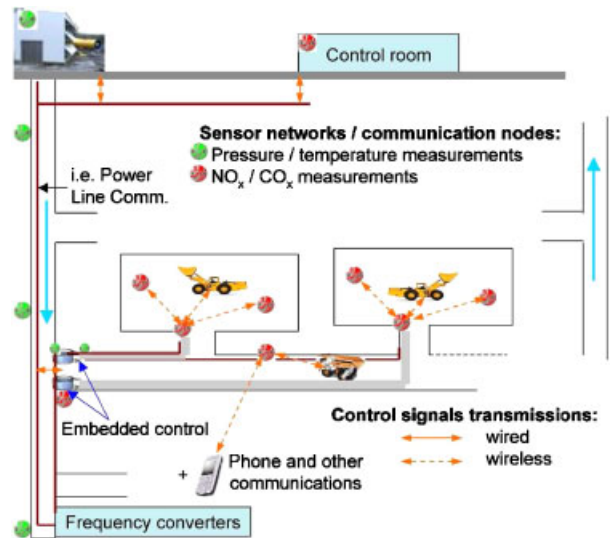 Control room
Sensor networks / communication nodes:
Pressure / temperature measurements
NOx / COx measurements
i.e. Power
Line Comm.
Embedded control
Control signals transmissions:
wired
wireless
+ Phone and other
communications
Frequency converters